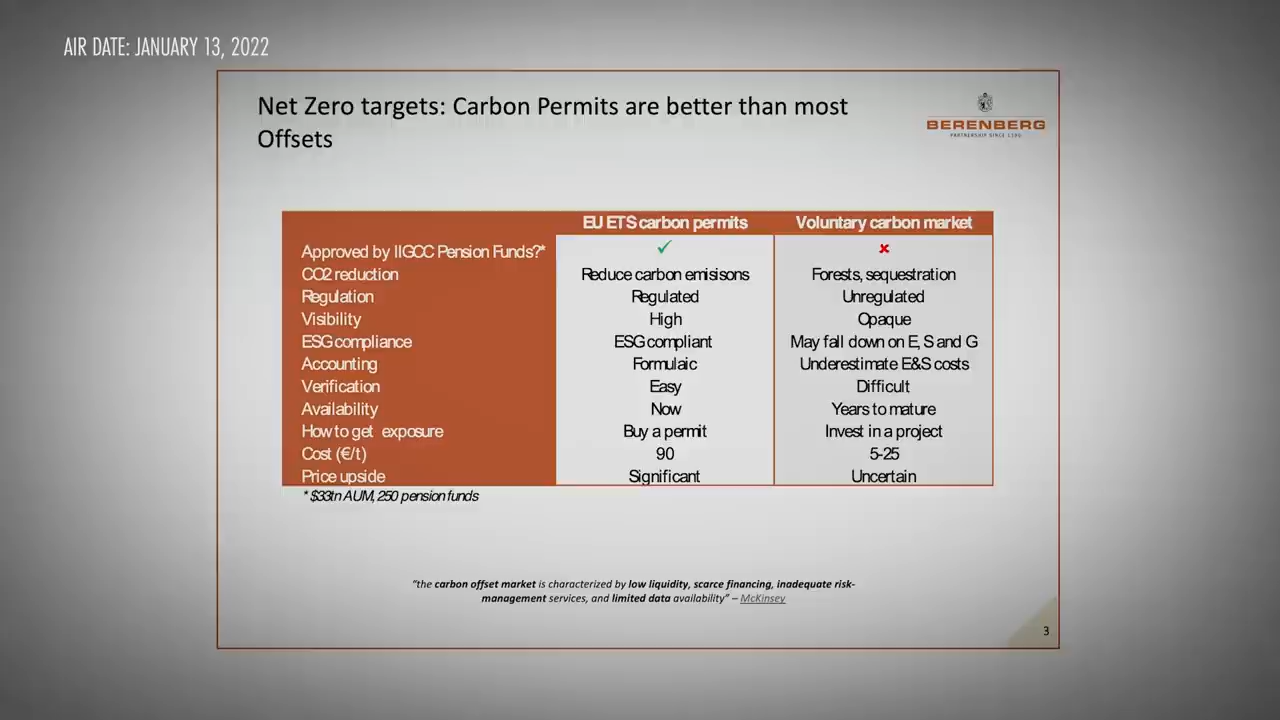 AIR DATE: JANUARY 13, 2022
Net Zero targets: Carbon Permits are better than most
Offsets
BERENBERG
PARTNERSHIP SINCE 1590
EU ETS carbon permits Voluntary carbon market
Approved by IIGCC Pension Funds?* ✓ ✗
CO2 reduction Reduce carbon emisisons Forests, sequestration
Regulation Regulated Unregulated
Visibility High Opaque
ESG compliance ESG compliant May fall down on E, S and G
Accounting Formulaic Underestimate E&S costs
Verification Easy Difficult
Availability Now Years to mature
How to get exposure Buy a permit Invest in a project
Cost (€/t) 90 5-25
Price upside Significant Uncertain
* $33tn AUM, 250 pension funds
"the carbon offset market is characterized by low liquidity, scarce financing, inadequate risk-
management services, and limited data availability" – McKinsey
3